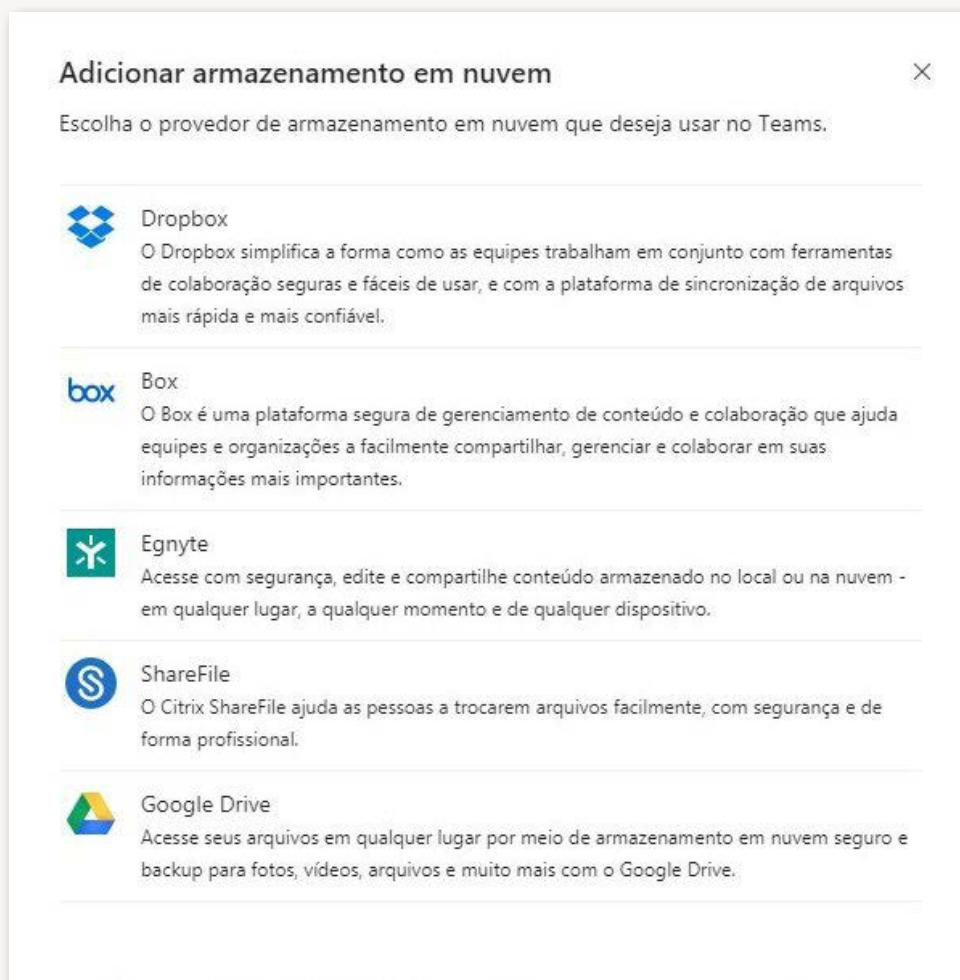 Adicionar armazenamento em nuvem
Escolha o provedor de armazenamento em nuvem que deseja usar no Teams.
Dropbox
O Dropbox simplifica a forma como as equipes trabalham em conjunto com ferramentas
de colaboração seguras e fáceis de usar, e com a plataforma de sincronização de arquivos
mais rápida e mais confiável.
box
Box
O Box é uma plataforma segura de gerenciamento de conteúdo e colaboração que ajuda
equipes e organizações a facilmente compartilhar, gerenciar e colaborar em suas
informações mais importantes.
Egnyte
Acesse com segurança, edite e compartilhe conteúdo armazenado no local ou na nuvem -
em qualquer lugar, a qualquer momento e de qualquer dispositivo.
ShareFile
O Citrix ShareFile ajuda as pessoas a trocarem arquivos facilmente, com segurança e de
forma profissional.
Google Drive
Acesse seus arquivos em qualquer lugar por meio de armazenamento em nuvem seguro e
backup para fotos, vídeos, arquivos e muito mais com o Google Drive.